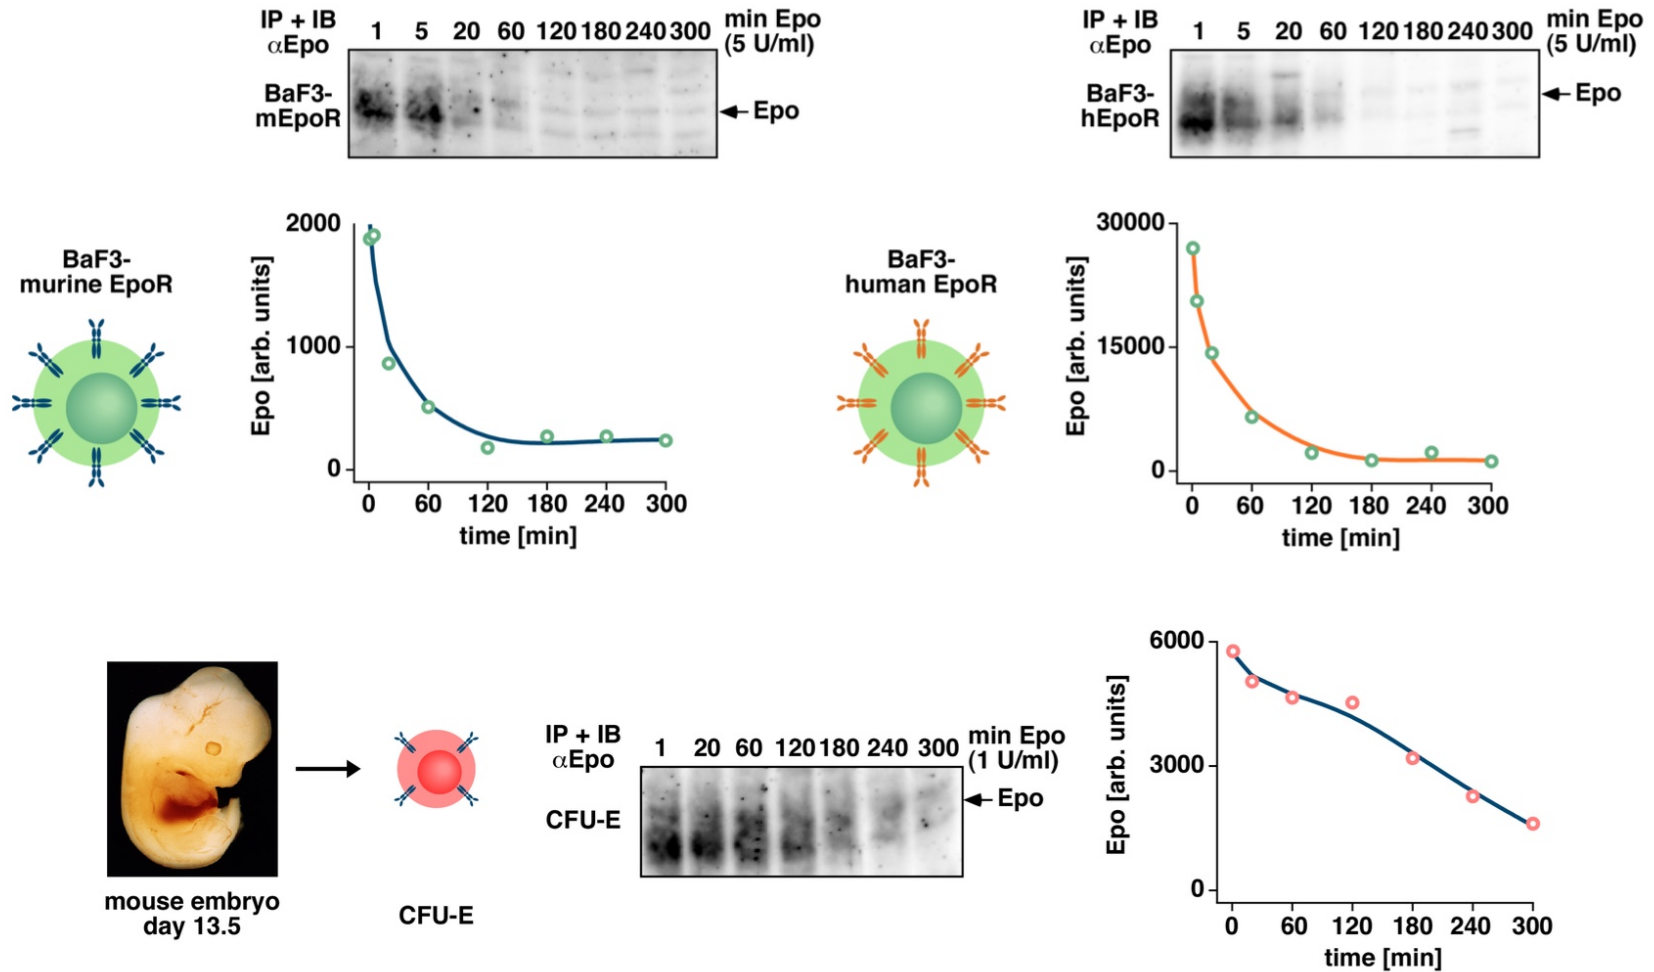 IP + IB
αEpo
1 5 20 60 120 180 240 300
min Epo
(5 U/ml)
BaF3-
mEpoR
Epo
IP + IB
αEpo
1 5 20 60 120 180 240 300
min Epo
(5 U/ml)
BaF3-
hEpoR
Epo
BaF3-
murine EpoR
Epo [arb. units]
2000
1000
0
0 60 120 180 240 300
time [min]
BaF3-
human EpoR
Epo [arb. units]
30000
15000
0
0 60 120 180 240 300
time [min]
mouse embryo
day 13.5
CFU-E
IP + IB
αEpo
1 20 60 120 180 240 300
min Epo
(1 U/ml)
CFU-E
Epo
Epo [arb. units]
6000
3000
0
0 60 120 180 240 300
time [min]